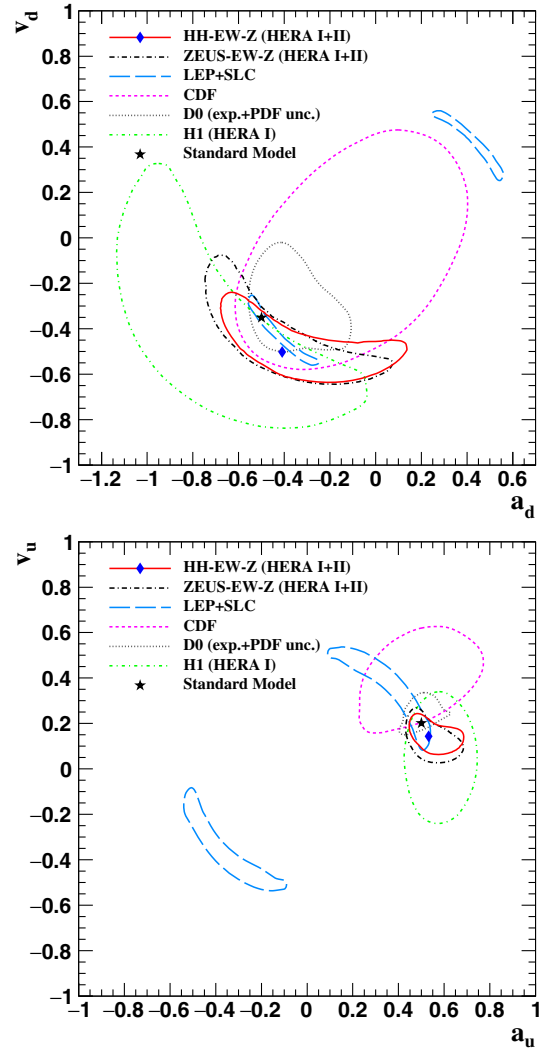 v_d
1
0.8
0.6
0.4
0.2
0
−0.2
−0.4
−0.6
−0.8
−1
HH-EW-Z (HERA I+II)
ZEUS-EW-Z (HERA I+II)
LEP+SLC
CDF
D0 (exp.+PDF unc.)
H1 (HERA I)
Standard Model
−1.2 −1 −0.8 −0.6 −0.4 −0.2 0 0.2 0.4 0.6
a_d
v_u
1
0.8
0.6
0.4
0.2
0
−0.2
−0.4
−0.6
−0.8
−1
HH-EW-Z (HERA I+II)
ZEUS-EW-Z (HERA I+II)
LEP+SLC
CDF
D0 (exp.+PDF unc.)
H1 (HERA I)
Standard Model
−1 −0.8 −0.6 −0.4 −0.2 0 0.2 0.4 0.6 0.8 1
a_u